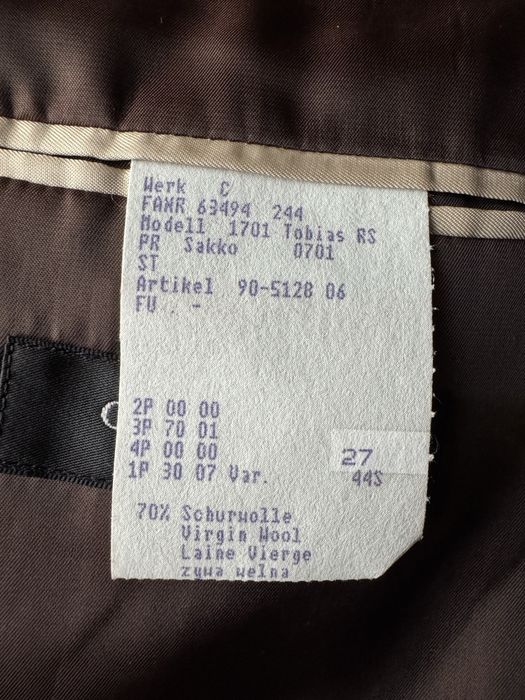 Werk C
FANR 63494 244
Modell 1701 Tobias RS
PR Sakko 0701
ST
Artikel 90-5128 06
FU . -
2P 00 00
3P 70 01
4P 00 00
1P 30 07 Var.
27
44S
70% Schurwolle
Virgin Wool
Laine Vierge
zywa welna